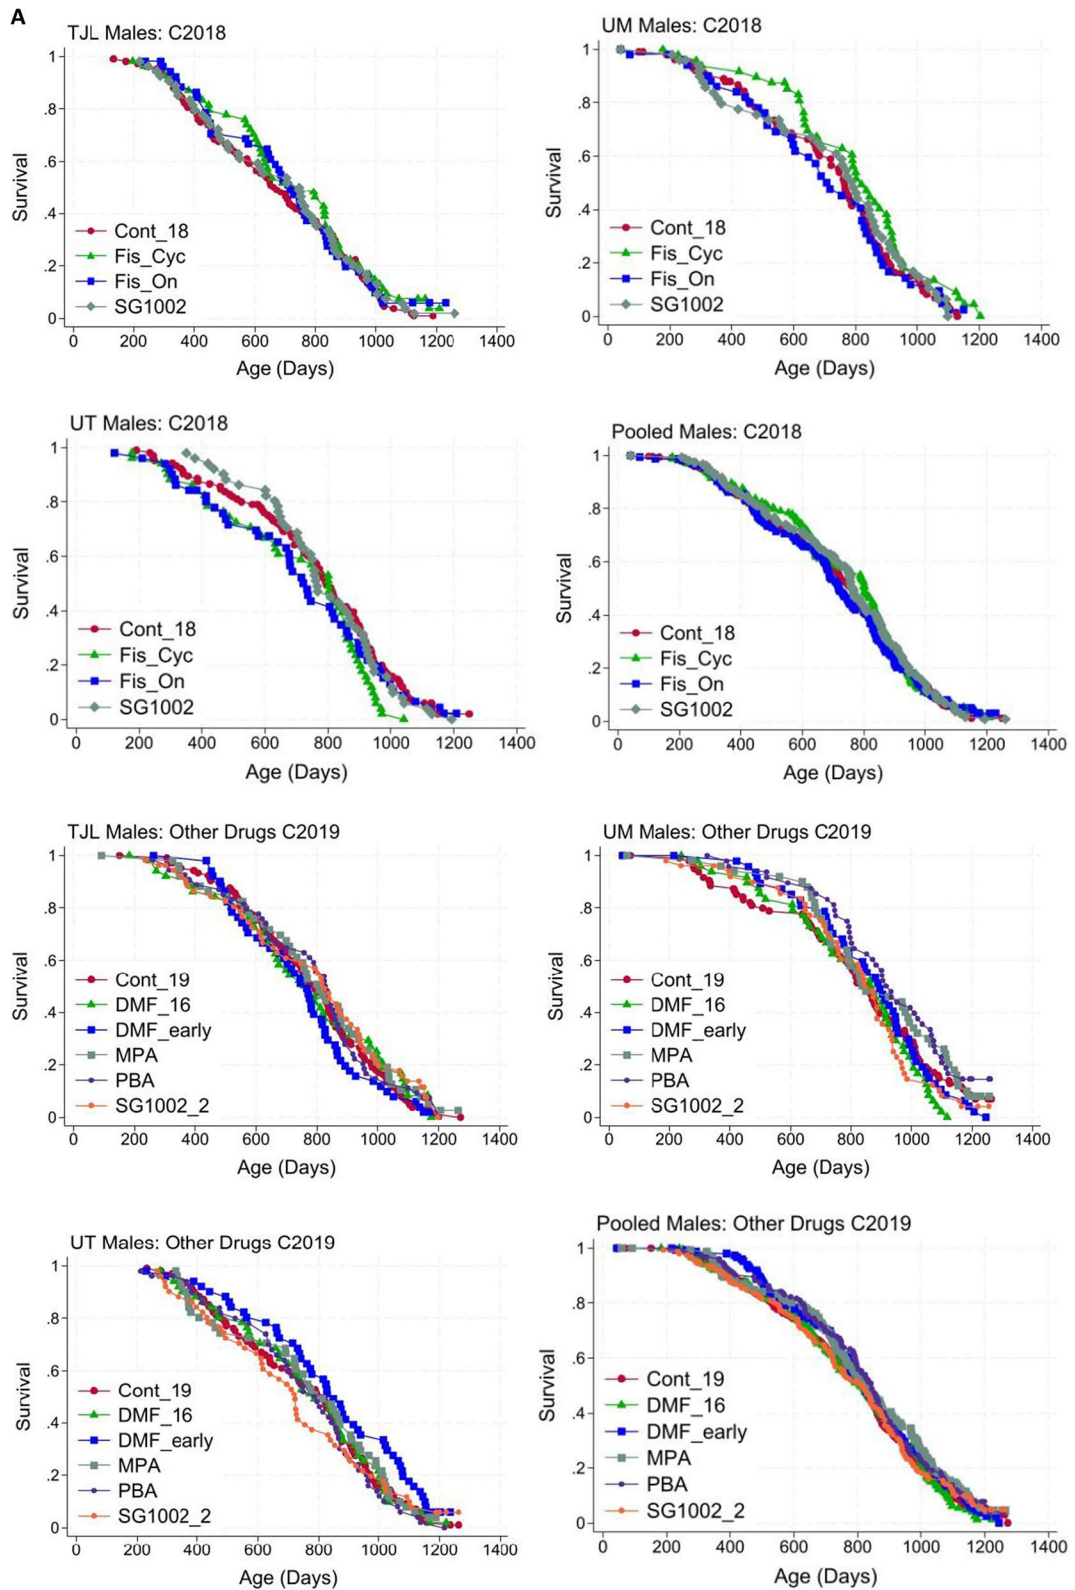 A
TJL Males: C2018
Survival
1
.8
.6
.4
.2
0
Cont_18
Fis_Cyc
Fis_On
SG1002
0 200 400 600 800 1000 1200 1400
Age (Days)
UM Males: C2018
Survival
1
.8
.6
.4
.2
0
Cont_18
Fis_Cyc
Fis_On
SG1002
0 200 400 600 800 1000 1200 1400
Age (Days)
UT Males: C2018
Survival
1
.8
.6
.4
.2
0
Cont_18
Fis_Cyc
Fis_On
SG1002
0 200 400 600 800 1000 1200 1400
Age (Days)
Pooled Males: C2018
Survival
1
.8
.6
.4
.2
0
Cont_18
Fis_Cyc
Fis_On
SG1002
0 200 400 600 800 1000 1200 1400
Age (Days)
TJL Males: Other Drugs C2019
Survival
1
.8
.6
.4
.2
0
Cont_19
DMF_16
DMF_early
MPA
PBA
SG1002_2
0 200 400 600 800 1000 1200 1400
Age (Days)
UM Males: Other Drugs C2019
Survival
1
.8
.6
.4
.2
0
Cont_19
DMF_16
DMF_early
MPA
PBA
SG1002_2
0 200 400 600 800 1000 1200 1400
Age (Days)
UT Males: Other Drugs C2019
Survival
1
.8
.6
.4
.2
0
Cont_19
DMF_16
DMF_early
MPA
PBA
SG1002_2
0 200 400 600 800 1000 1200 1400
Age (Days)
Pooled Males: Other Drugs C2019
Survival
1
.8
.6
.4
.2
0
Cont_19
DMF_16
DMF_early
MPA
PBA
SG1002_2
0 200 400 600 800 1000 1200 1400
Age (Days)